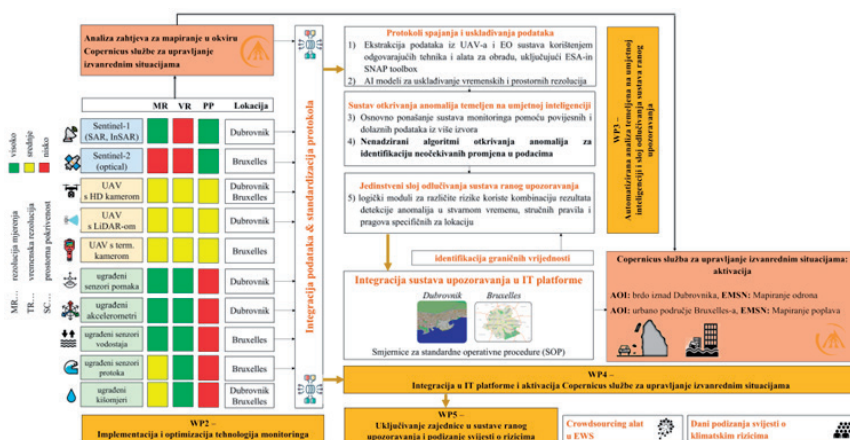 Analiza zahtjeva za mapiranje u okviru
Copernicus službe za upravljanje
izvanrednim situacijama
MR VR PP Lokacija
Sentinel-1
(SAR, InSAR)
Dubrovnik
Sentinel-2
(optical)
Bruxelles
UAV
s HD kamerom
Dubrovnik
Bruxelles
UAV
s LiDAR-om
Dubrovnik
UAV s term.
kamerom
Bruxelles
ugrađeni
senzori pomaka
Dubrovnik
ugrađeni
akcelerometri
Dubrovnik
ugrađeni senzori
vodostaja
Bruxelles
ugrađeni senzori
protoka
Bruxelles
ugrađeni
kišomjeri
Dubrovnik
Bruxelles
visoko
srednje
nisko
MR... rezolucija mjerenja
TR... vremenska rezolucija
SC... prostorna pokrivenost
WP2 –
Implementacija i optimizacija tehnologija monitoringa
Integracija podataka & standardizacija protokola
Protokoli spajanja i usklađivanja podataka
1) Ekstrakcija podataka iz UAV-a i EO sustava korištenjem
odgovarajućih tehnika i alata za obradu, uključujući ESA-in
SNAP toolbox
2) AI modeli za usklađivanje vremenskih i prostornih rezolucija
Sustav otkrivanja anomalija temeljen na umjetnoj inteligenciji
3) Osnovno ponašanje sustava monitoringa pomoću povijesnih i
dolaznih podataka iz više izvora
4) Nenadzirani algoritmi otkrivanja anomalija za
identifikaciju neočekivanih promjena u podacima
Jedinstveni sloj odlučivanja sustava ranog upozoravanja
5) logički moduli za različite rizike koriste kombinaciju rezultata
detekcije anomalija u stvarnom vremenu, stručnih pravila i
pragova specifičnih za lokaciju
identifikacija graničnih vrijednosti
Integracija sustava upozoravanja u IT platforme
Dubrovnik Bruxelles
Smjernice za standardne operativne procedure (SOP)
WP3 –
Automatizirana analiza temeljena na umjetnoj
inteligenciji i sloj odlučivanja sustava ranog
upozoravanja
Copernicus služba za upravljanje izvanrednim situacijama:
aktivacija
AOI: brdo iznad Dubrovnika, EMSN: Mapiranje odrona
AOI: urbano područje Bruxelles-a, EMSN: Mapiranje poplava
WP4 –
Integracija u IT platforme i aktivacija Copernicus službe za upravljanje izvanrednim situacijama
WP5 –
Uključivanje zajednice u sustave ranog
upozoravanja i podizanje svijesti o rizicima
Crowdsourcing alat
u EWS
Dani podizanja svijesti o
klimatskim rizicima